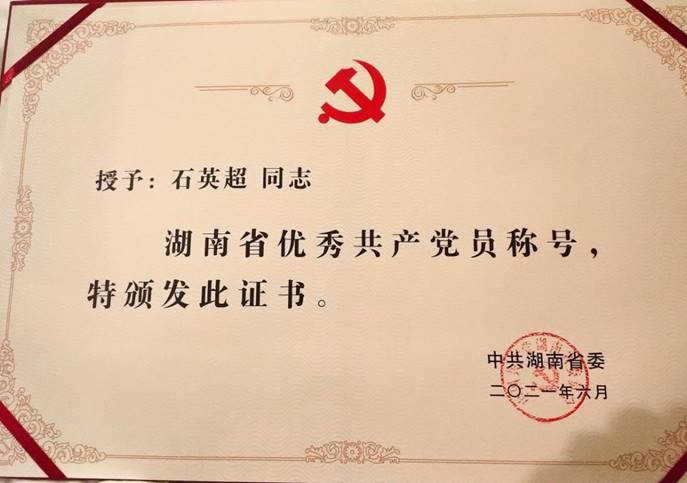 授予：石英超 同志
湖南省优秀共产党员称号，
特颁发此证书。
中共湖南省委
二〇二一年六月